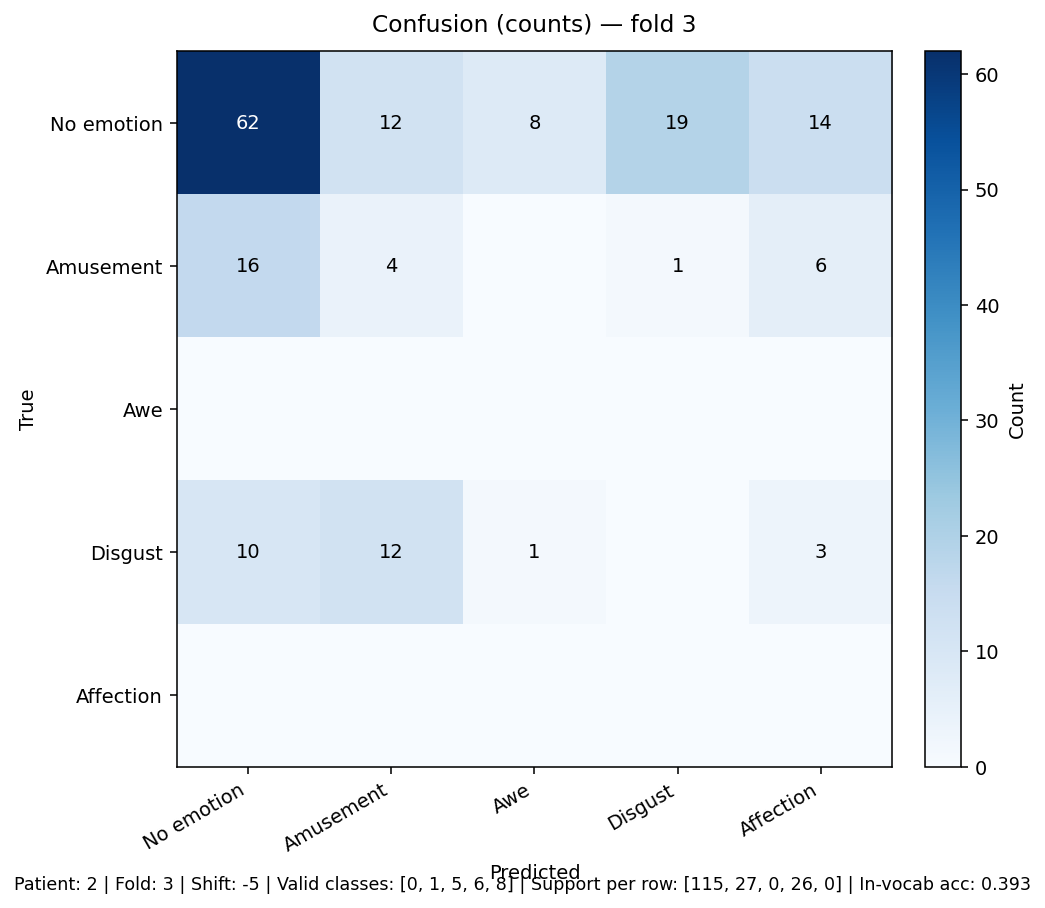 Confusion (counts) — fold 3
No emotion 62 12 8 19 14
Amusement 16 4 1 6
Awe
Disgust 10 12 1 3
Affection
True
No emotion Amusement Awe Disgust Affection
Predicted
60
50
40
30
20
10
0
Count
Patient: 2 | Fold: 3 | Shift: -5 | Valid classes: [0, 1, 5, 6, 8] | Support per row: [115, 27, 0, 26, 0] | In-vocab acc: 0.393